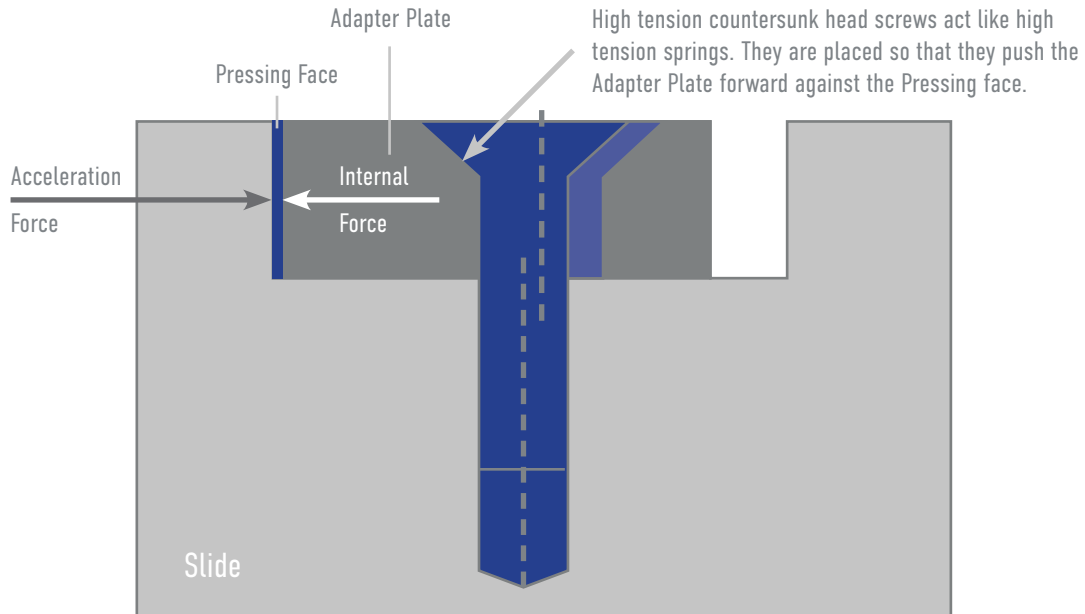 Adapter Plate
High tension countersunk head screws act like high
tension springs. They are placed so that they push the
Adapter Plate forward against the Pressing face.
Pressing Face
Acceleration
Force
Internal
Force
Slide